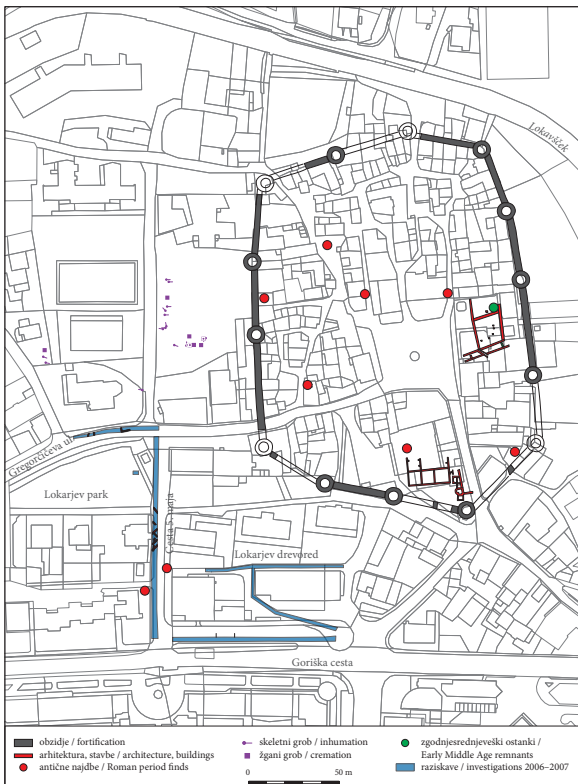 Lokavšček
Gregorčičeva ul.
Lokarjev park
Cesta 5. maja
Lokarjev drevored
Goriška cesta
obzidje / fortification
arhitektura, stavbe / architecture, buildings
antične najdbe / Roman period finds
skeletni grob / inhumation
žgani grob / cremation
0 50 m
zgodnjesrednjeveški ostanki /
Early Middle Age remnants
raziskave / investigations 2006–2007